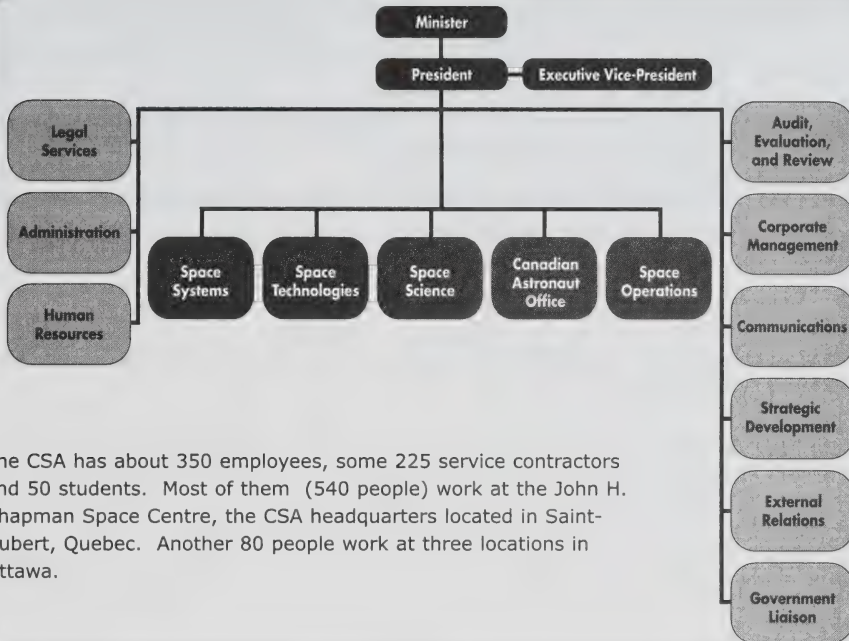 Minister
President
Executive Vice-President
Legal
Services
Administration
Human
Resources
Space
Systems
Space
Technologies
Space
Science
Canadian
Astronaut
Office
Space
Operations
Audit,
Evaluation,
and Review
Corporate
Management
Communications
Strategic
Development
External
Relations
Government
Liaison
he CSA has about 350 employees, some 225 service contractors
nd 50 students. Most of them (540 people) work at the John H.
hapman Space Centre, the CSA headquarters located in Saint-
ubert, Quebec. Another 80 people work at three locations in
ttawa.